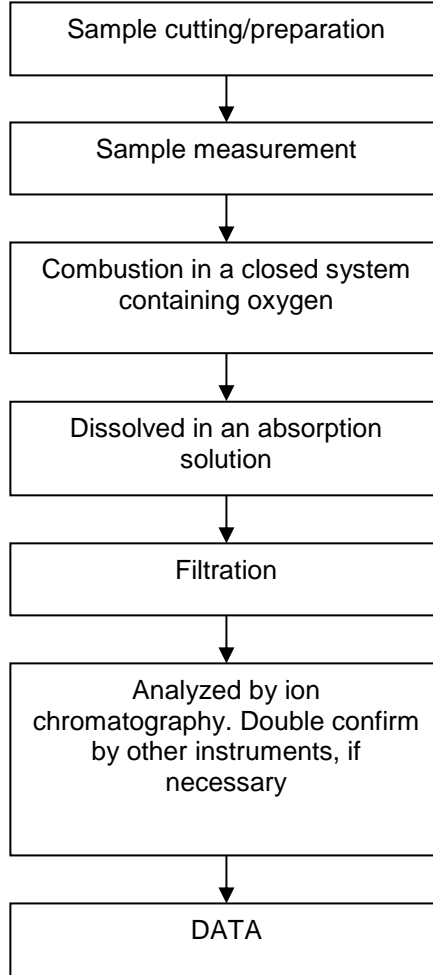 Sample cutting/preparation
Sample measurement
Combustion in a closed system
containing oxygen
Dissolved in an absorption
solution
Filtration
Analyzed by ion
chromatography. Double confirm
by other instruments, if
necessary
DATA